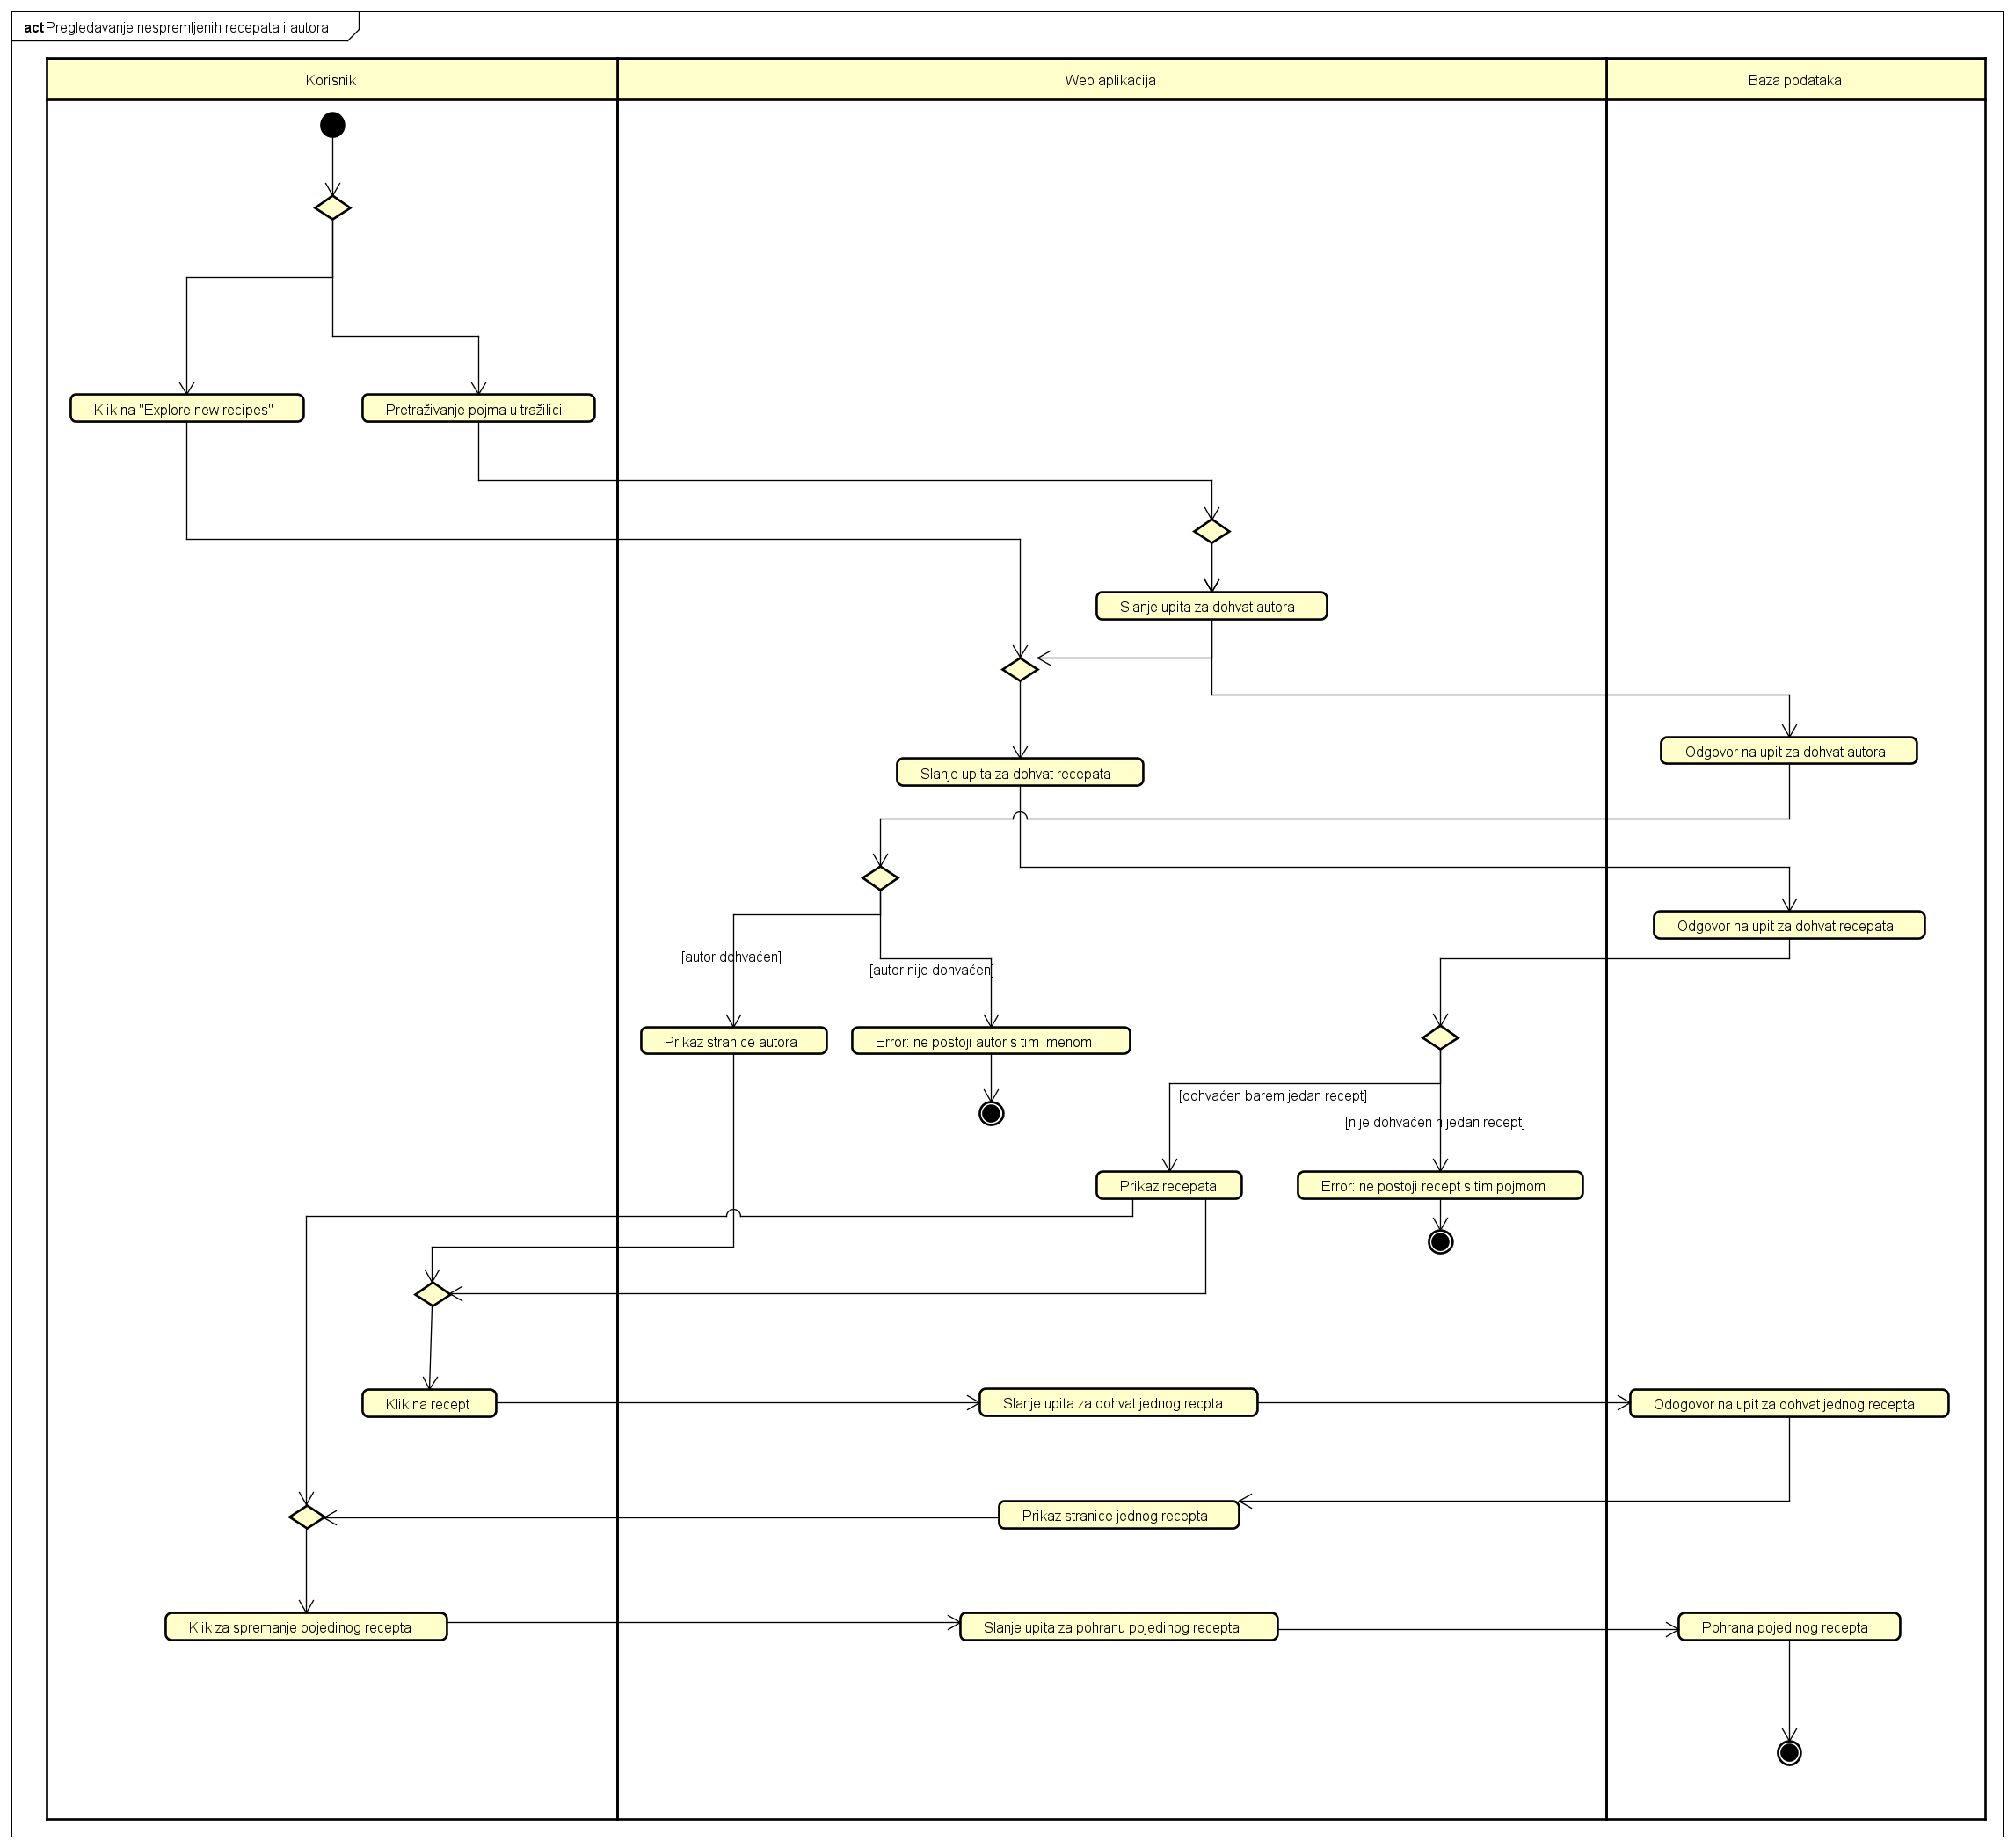 act Pregledavanje nespremljenih recepata i autora
Korisnik
Web aplikacija
Baza podataka
Klik na "Explore new recipes"
Pretraživanje pojma u tražilici
Slanje upita za dohvat autora
Odgovor na upit za dohvat autora
Slanje upita za dohvat recepata
Odgovor na upit za dohvat recepata
[autor dohvaćen]
[autor nije dohvaćen]
Prikaz stranice autora
Error: ne postoji autor s tim imenom
[dohvaćen barem jedan recept]
[nije dohvaćen nijedan recept]
Prikaz recepata
Error: ne postoji recept s tim pojmom
Klik na recept
Slanje upita za dohvat jednog recpta
Odogovor na upit za dohvat jednog recepta
Prikaz stranice jednog recepta
Klik za spremanje pojedinog recepta
Slanje upita za pohranu pojedinog recepta
Pohrana pojedinog recepta